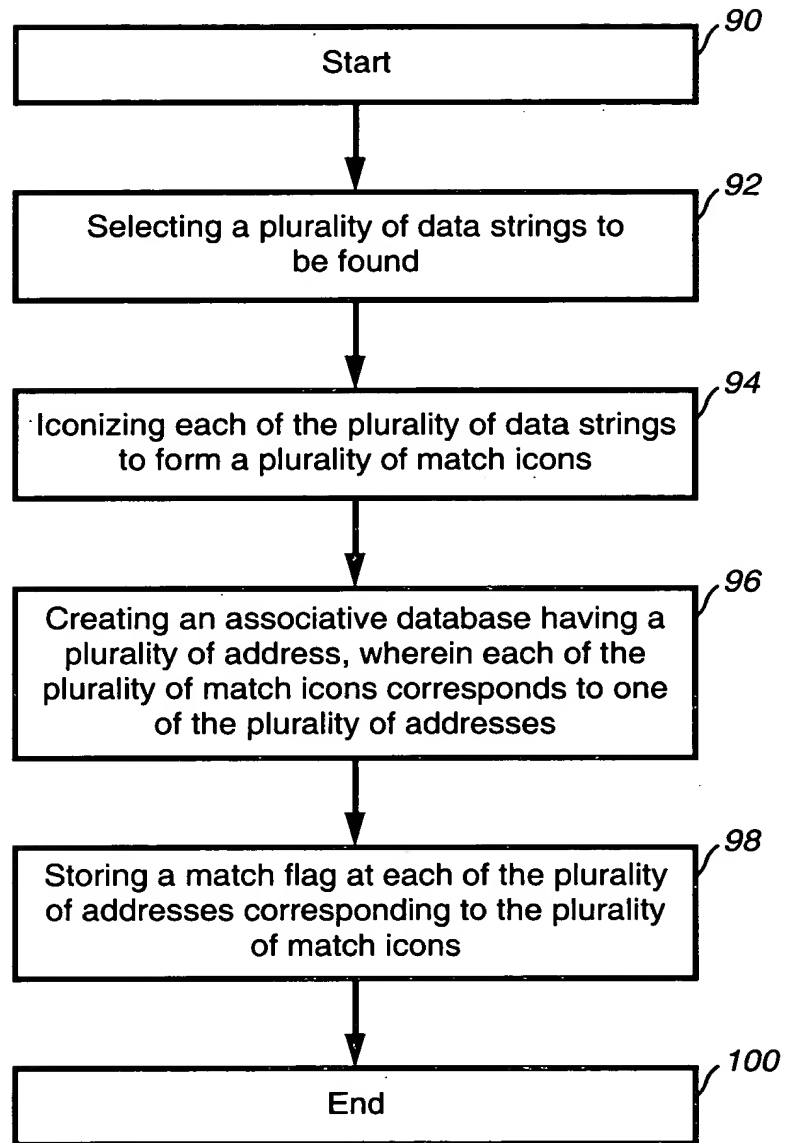 90
Start
92
Selecting a plurality of data strings to
be found
94
Iconizing each of the plurality of data strings
to form a plurality of match icons
96
Creating an associative database having a
plurality of address, wherein each of the
plurality of match icons corresponds to one
of the plurality of addresses
98
Storing a match flag at each of the plurality
of addresses corresponding to the plurality
of match icons
100
End